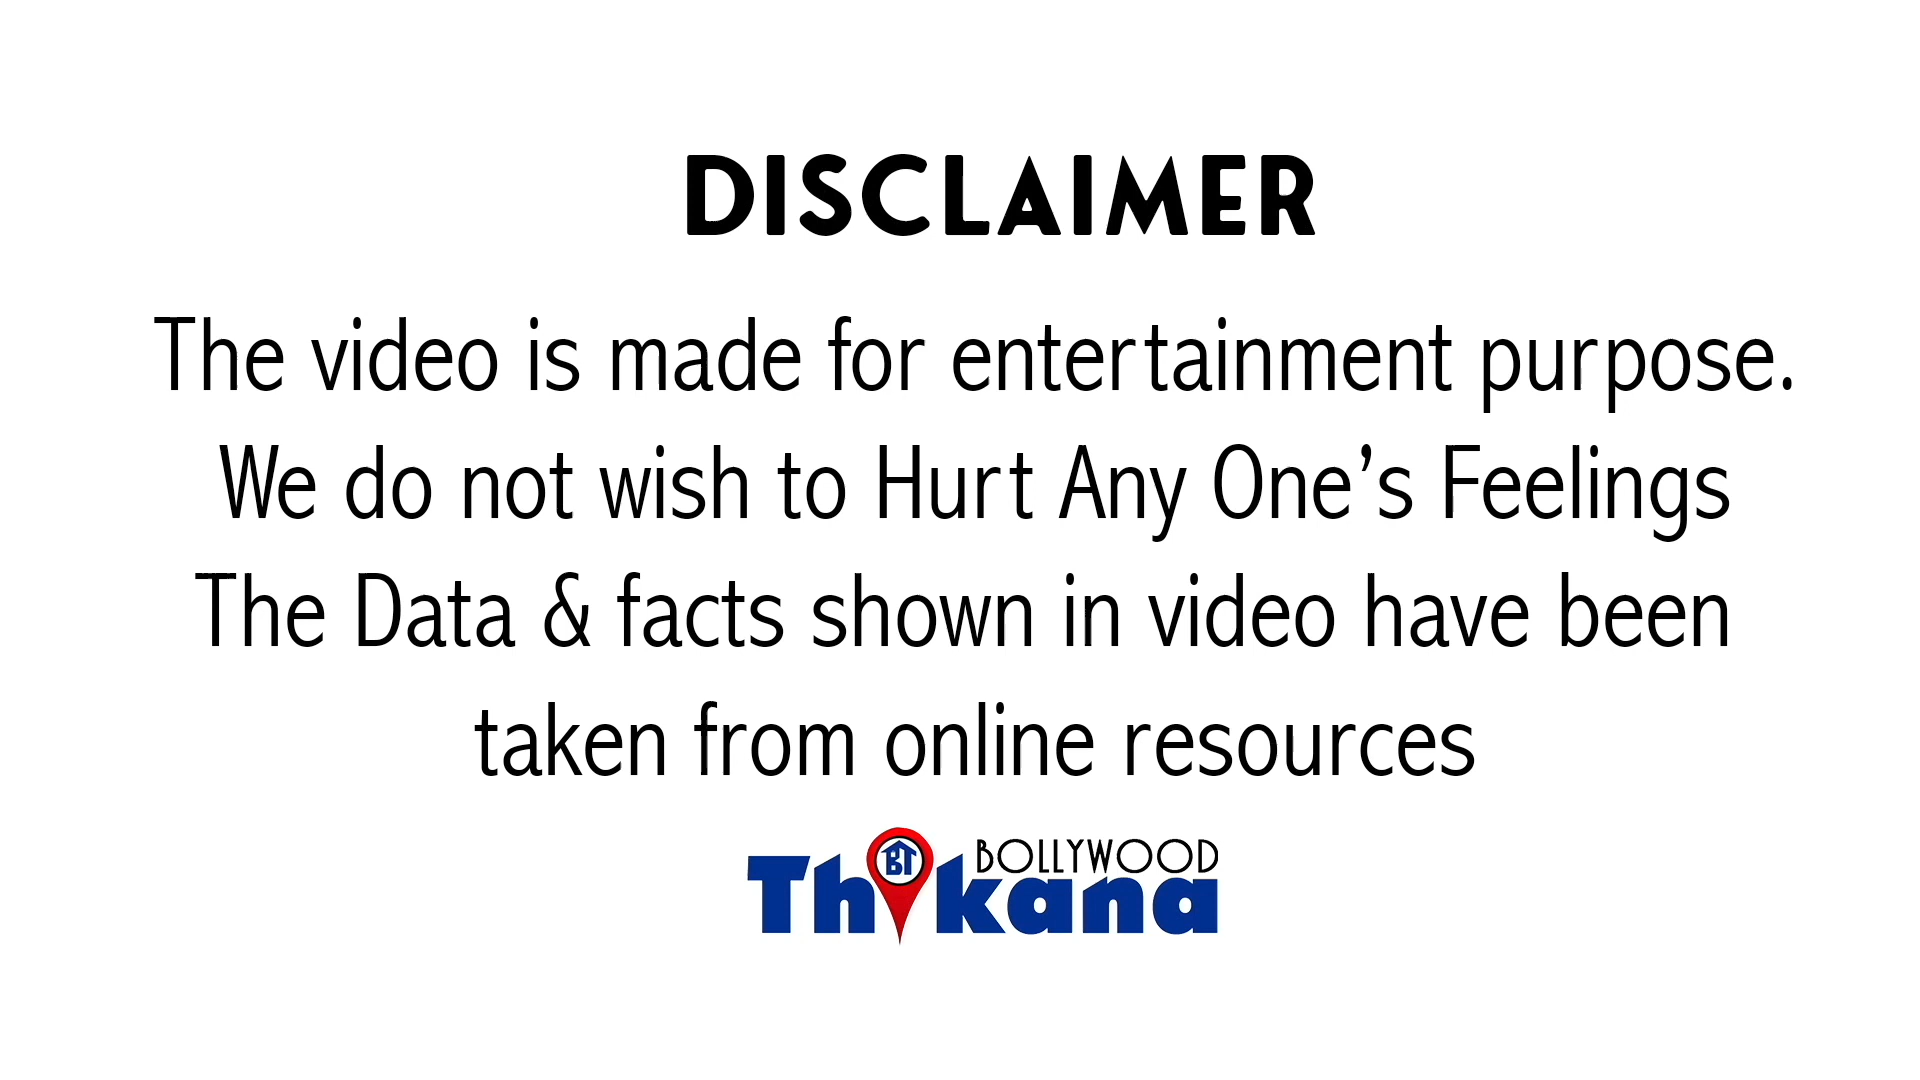 DISCLAIMER
The video is made for entertainment purpose.
We do not wish to Hurt Any One’s Feelings
The Data & facts shown in video have been
taken from online resources
BOLLYWOOD
BT
Thikana